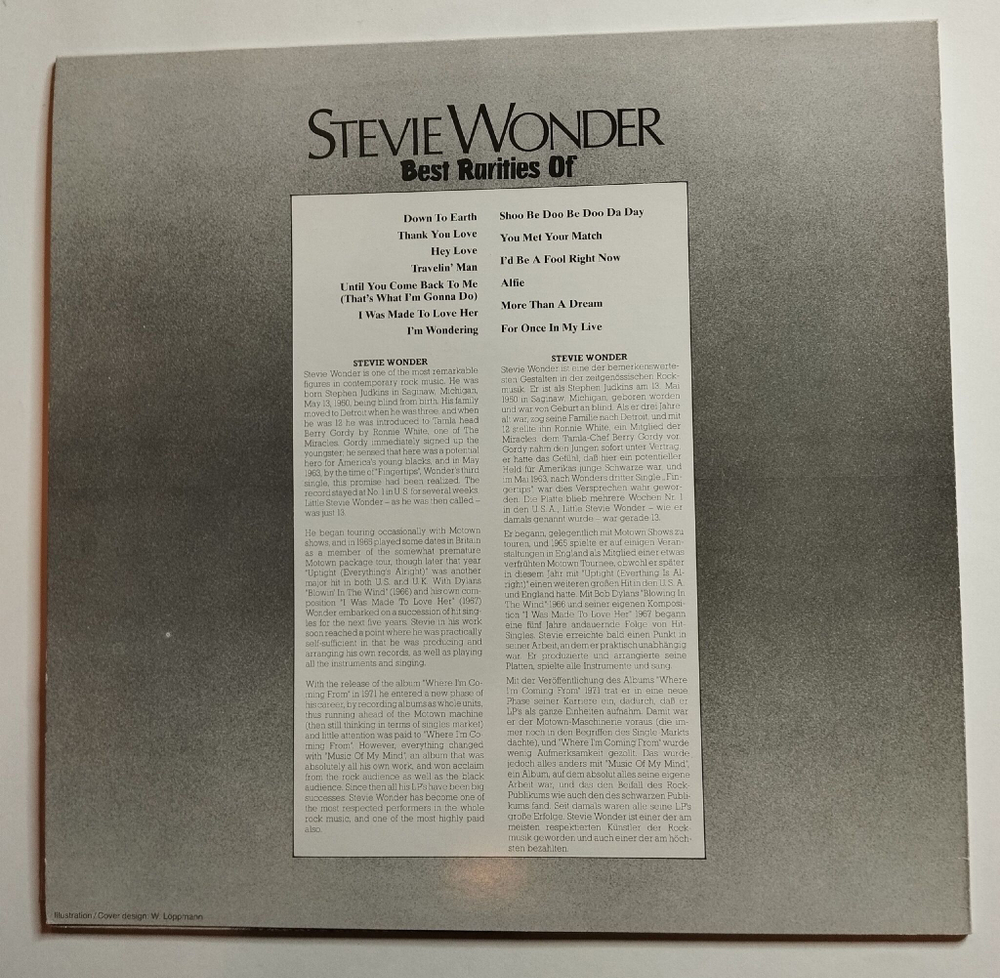 STEVIE WONDER
Best Rarities Of
Down To Earth
Thank You Love
Hey Love
Travelin' Man
Until You Come Back To Me
(That's What I'm Gonna Do)
I Was Made To Love Her
I'm Wondering
Shoo Be Doo Be Doo Da Day
You Met Your Match
I'd Be A Fool Right Now
Alfie
More Than A Dream
For Once In My Live
STEVIE WONDER
Stevie Wonder is one of the most remarkable
figures in contemporary rock music. He was
born Stephen Judkins in Saginaw, Michigan,
May 13, 1950, being blind from birth. His family
moved to Detroit when he was three, and when
he was 12 he was introduced to Tamla head
Berry Gordy by Ronnie White, one of The
Miracles. Gordy immediately signed up the
youngster; he sensed that here was a potential
hero for America's young blacks, and in May
1963, by the time of "Fingertips", Wonder's third
single, this promise had been realized. The
record stayed at No. 1 in U.S. for several weeks.
Little Stevie Wonder – as he was then called –
was just 13.
He began touring occasionally with Motown
shows, and in 1965 played some dates in Britain
as a member of the somewhat premature
Motown package tour, though later that year
"Uptight (Everything's Alright)" was another
major hit in both U.S. and U.K. With Dylans
"Blowin' In The Wind" (1966) and his own com-
position "I Was Made To Love Her" (1967)
Wonder embarked on a succession of hit sing-
les for the next five years. Stevie in his work
soon reached a point where he was practically
self-sufficient in that he was producing and
arranging his own records, as well as playing
all the instruments and singing.
With the release of the album "Where I'm Co-
ming From" in 1971 he entered a new phase of
his career, by recording albums as whole units,
thus running ahead of the Motown machine
(then still thinking in terms of singles market)
and little attention was paid to "Where I'm Co-
ming From". However, everything changed
with "Music Of My Mind", an album that was
absolutely all his own work, and won acclaim
from the rock audience as well as the black
audience. Since then all his LP's have been big
successes. Stevie Wonder has become one of
the most respected performers in the whole
rock music, and one of the most highly paid
also.
STEVIE WONDER
Stevie Wonder ist eine der bemerkenswerte-
sten Gestalten in der zeitgenössischen Rock-
musik. Er ist als Stephen Judkins am 13. Mai
1950 in Saginaw, Michigan, geboren worden
und war von Geburt an blind. Als er drei Jahre
alt war, zog seine Familie nach Detroit, und mit
12 stellte ihn Ronnie White, ein Mitglied der
Miracles dem Tamla-Chef Berry Gordy vor.
Gordy nahm den Jungen sofort unter Vertrag;
er hatte das Gefühl, daß hier ein potentieller
Held für Amerikas junge Schwarze war, und
im Mai 1963, nach Wonders dritter Single „Fin-
gertips" war dies Versprechen wahr gewor-
den. Die Platte blieb mehrere Wochen Nr. 1
in den U.S.A., Little Stevie Wonder – wie er
damals genannt wurde – war gerade 13.
Er begann, gelegentlich mit Motown Shows zu
touren, und 1965 spielte er auf einigen Veran-
staltungen in England als Mitglied einer etwas
verfrühten Motown Tournee, obwohl er später
in diesem Jahr mit "Uptight (Everthing Is Al-
right)" einen weiteren großen Hit in den U.S.A.
und England hatte. Mit Bob Dylans "Blowing In
The Wind" 1966 und seiner eigenen Komposi-
tion "I Was Made To Love Her" 1967 begann
eine fünf Jahre andauernde Folge von Hit-
Singles. Stevie erreichte bald einen Punkt in
seiner Arbeit, an dem er praktisch unabhängig
war. Er produzierte und arrangierte seine
Platten, spielte alle Instrumente und sang.
Mit der Veröffentlichung des Albums "Where
I'm Coming From" 1971 trat er in eine neue
Phase seiner Karriere ein, dadurch, daß er
LP's als ganze Einheiten aufnahm. Damit war
er der Motown-Maschinerie voraus (die im-
mer noch in den Begriffen des Single-Markts
dachte), und "Where I'm Coming From" wurde
wenig Aufmerksamkeit gezollt. Das wurde
jedoch alles anders mit "Music Of My Mind",
ein Album, auf dem absolut alles seine eigene
Arbeit war, und das den Beifall des Rock-
Publikums wie auch den des schwarzen Publi-
kums fand. Seit damals waren alle seine LP's
große Erfolge. Stevie Wonder ist einer der am
meisten respektierten Künstler der Rock-
musik geworden und auch einer der am höch-
sten bezahlten.
Illustration / Cover design: W. Löppmann